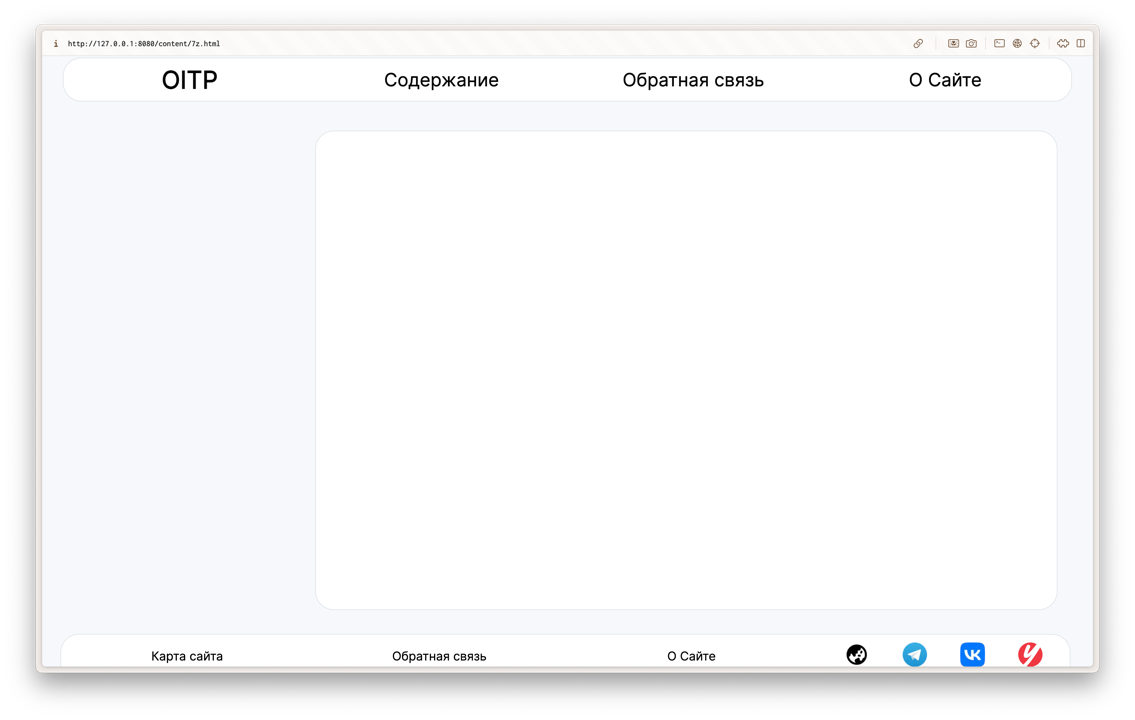 i http://127.0.0.1:8080/content/7z.html
OITP Содержание Обратная связь О Сайте
Карта сайта Обратная связь О Сайте